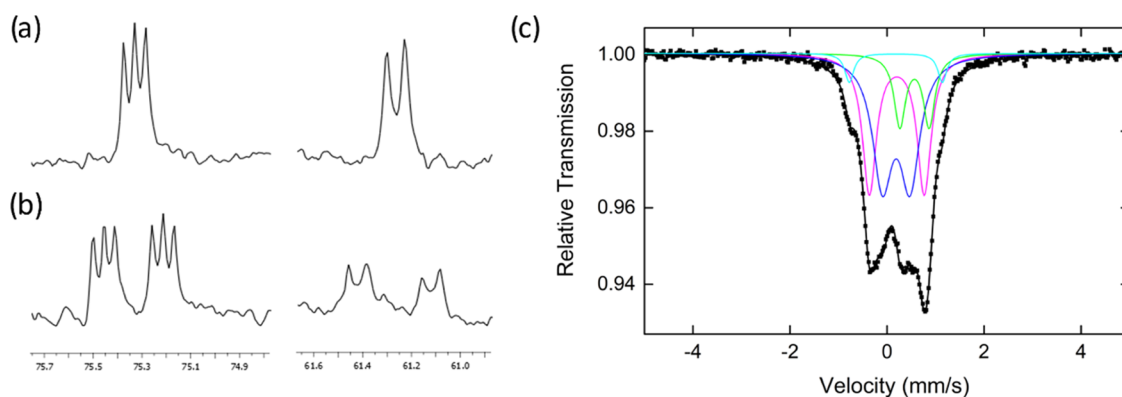 (a)
(b)
75.7 75.5 75.3 75.1 74.9
61.6 61.4 61.2 61.0
(c)
1.00
0.98
0.96
0.94
Relative Transmission
-4 -2 0 2 4
Velocity (mm/s)